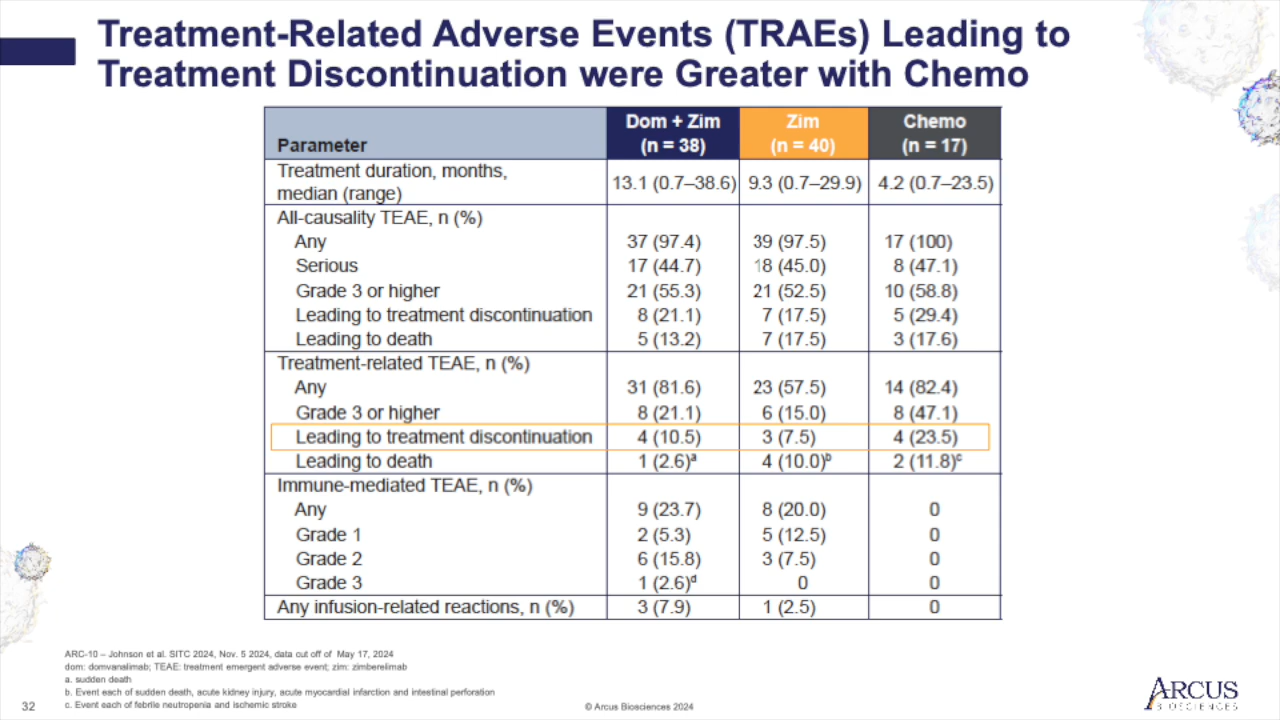 Treatment-Related Adverse Events (TRAEs) Leading to
Treatment Discontinuation were Greater with Chemo
Parameter Dom + Zim (n = 38) Zim (n = 40) Chemo (n = 17)
Treatment duration, months, median (range) 13.1 (0.7–38.6) 9.3 (0.7–29.9) 4.2 (0.7–23.5)
All-causality TEAE, n (%)
Any 37 (97.4) 39 (97.5) 17 (100)
Serious 17 (44.7) 18 (45.0) 8 (47.1)
Grade 3 or higher 21 (55.3) 21 (52.5) 10 (58.8)
Leading to treatment discontinuation 8 (21.1) 7 (17.5) 5 (29.4)
Leading to death 5 (13.2) 7 (17.5) 3 (17.6)
Treatment-related TEAE, n (%)
Any 31 (81.6) 23 (57.5) 14 (82.4)
Grade 3 or higher 8 (21.1) 6 (15.0) 8 (47.1)
Leading to treatment discontinuation 4 (10.5) 3 (7.5) 4 (23.5)
Leading to death 1 (2.6)a 4 (10.0)b 2 (11.8)c
Immune-mediated TEAE, n (%)
Any 9 (23.7) 8 (20.0) 0
Grade 1 2 (5.3) 5 (12.5) 0
Grade 2 6 (15.8) 3 (7.5) 0
Grade 3 1 (2.6)d 0 0
Any infusion-related reactions, n (%) 3 (7.9) 1 (2.5) 0
ARC-10 – Johnson et al. SITC 2024, Nov. 5 2024, data cut off of May 17, 2024
dom: domvanalimab; TEAE: treatment emergent adverse event; zim: zimberelimab
a. sudden death
b. Event each of sudden death, acute kidney injury, acute myocardial infarction and intestinal perforation
c. Event each of febrile neutropenia and ischemic stroke
32
© Arcus Biosciences 2024
ARCUS
BIOSCIENCES